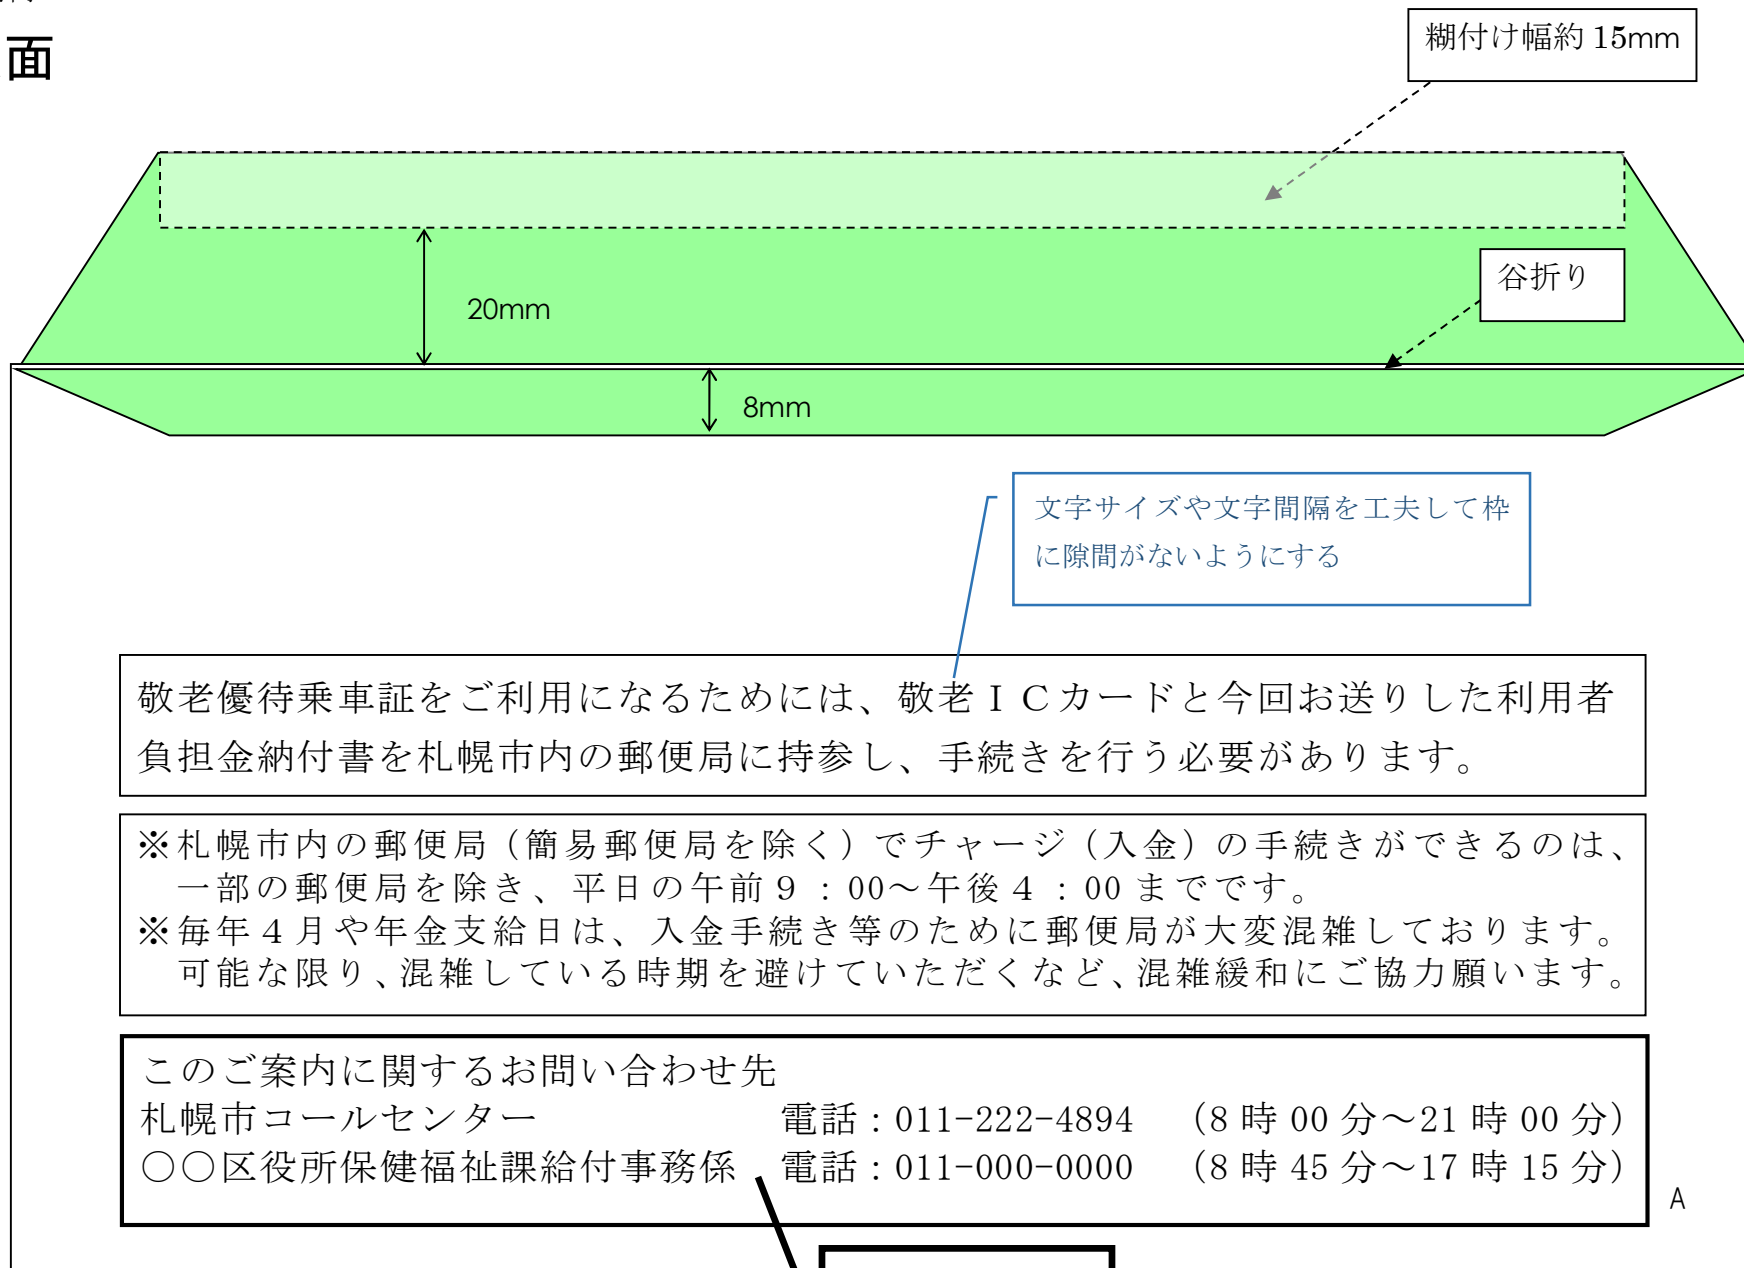 面
糊付け幅約 15mm
谷折り
20mm
8mm
文字サイズや文字間隔を工夫して枠
に隙間がないようにする
敬老優待乗車証をご利用になるためには、敬老ＩＣカードと今回お送りした利用者
負担金納付書を札幌市内の郵便局に持参し、手続きを行う必要があります。
※札幌市内の郵便局（簡易郵便局を除く）でチャージ（入金）の手続きができるのは、
一部の郵便局を除き、平日の午前９：00～午後４：00 までです。
※毎年４月や年金支給日は、入金手続き等のために郵便局が大変混雑しております。
可能な限り、混雑している時期を避けていただくなど、混雑緩和にご協力願います。
このご案内に関するお問い合わせ先
札幌市コールセンター 電話：011-222-4894 （8 時 00 分～21 時 00 分）
○○区役所保健福祉課給付事務係 電話：011-000-0000 （8 時 45 分～17 時 15 分）
A